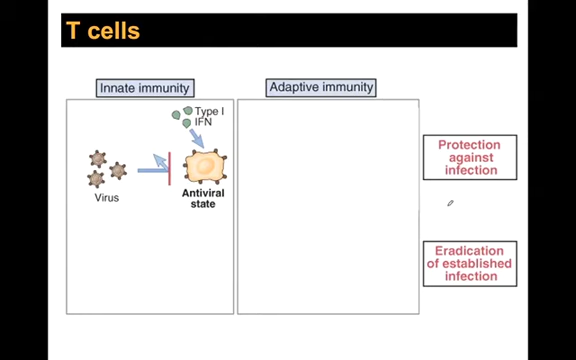 T cells
Innate immunity
Adaptive immunity
Type I
IFN
Virus
Antiviral
state
Protection
against
infection
Eradication
of established
infection